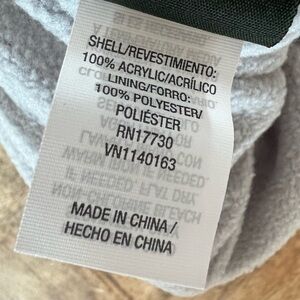 SHELL/REVESTIMIENTO:
100% ACRYLIC/ACRÍLICO
LINING/FORRO:
100% POLYESTER/
POLIÉSTER
RN17730
VN1140163
MADE IN CHINA /
HECHO EN CHINA